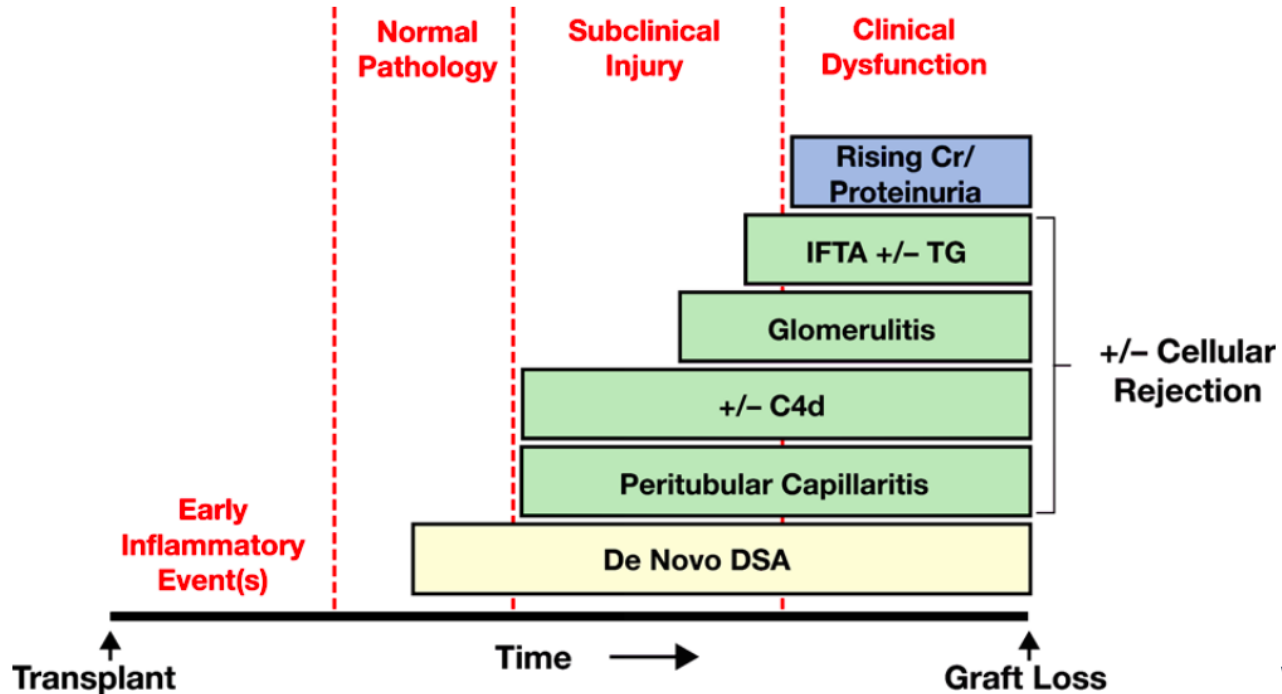 Normal
Pathology
Subclinical
Injury
Clinical
Dysfunction
Rising Cr/
Proteinuria
IFTA +/– TG
Glomerulitis
+/– C4d
Peritubular Capillaritis
+/– Cellular
Rejection
Early
Inflammatory
Event(s)
De Novo DSA
Transplant
Time
Graft Loss